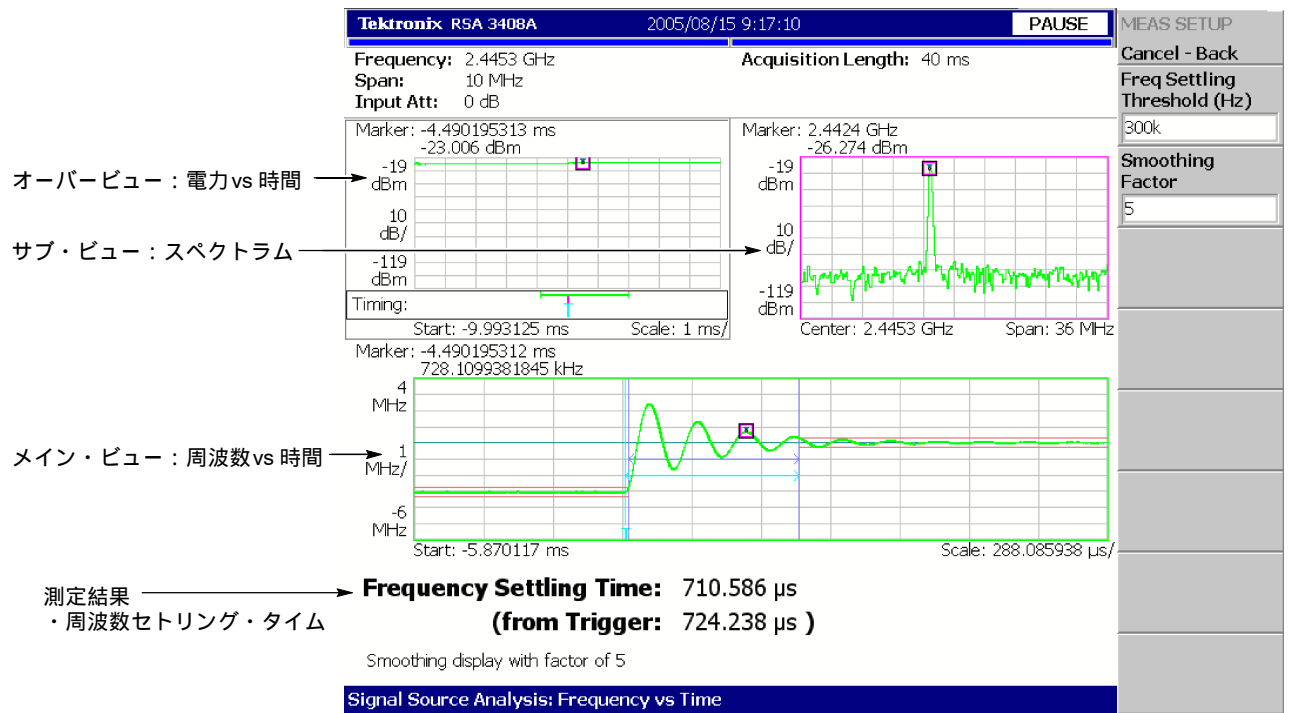 Tektronix RSA 3408A 2005/08/15 9:17:10 PAUSE
MEAS SETUP
Cancel - Back
Freq Settling
Threshold (Hz)
300k
Smoothing
Factor
5
Frequency: 2.4453 GHz
Span: 10 MHz
Input Att: 0 dB
Acquisition Length: 40 ms
オーバービュー：電力vs 時間
サブ・ビュー：スペクトラム
Marker: -4.490195313 ms
-23.006 dBm
-19
dBm
10
dB/
-119
dBm
Timing:
Start: -9.993125 ms Scale: 1 ms/
Marker: 2.4424 GHz
-26.274 dBm
-19
dBm
10
dB/
-119
dBm
Center: 2.4453 GHz Span: 36 MHz
メイン・ビュー：周波数vs 時間
Marker: -4.490195312 ms
728.1099381845 kHz
4
MHz
1
MHz/
-6
MHz
Start: -5.870117 ms Scale: 288.085938 µs/
測定結果
・周波数セトリング・タイム
Frequency Settling Time: 710.586 µs
(from Trigger: 724.238 µs )
Smoothing display with factor of 5
Signal Source Analysis: Frequency vs Time